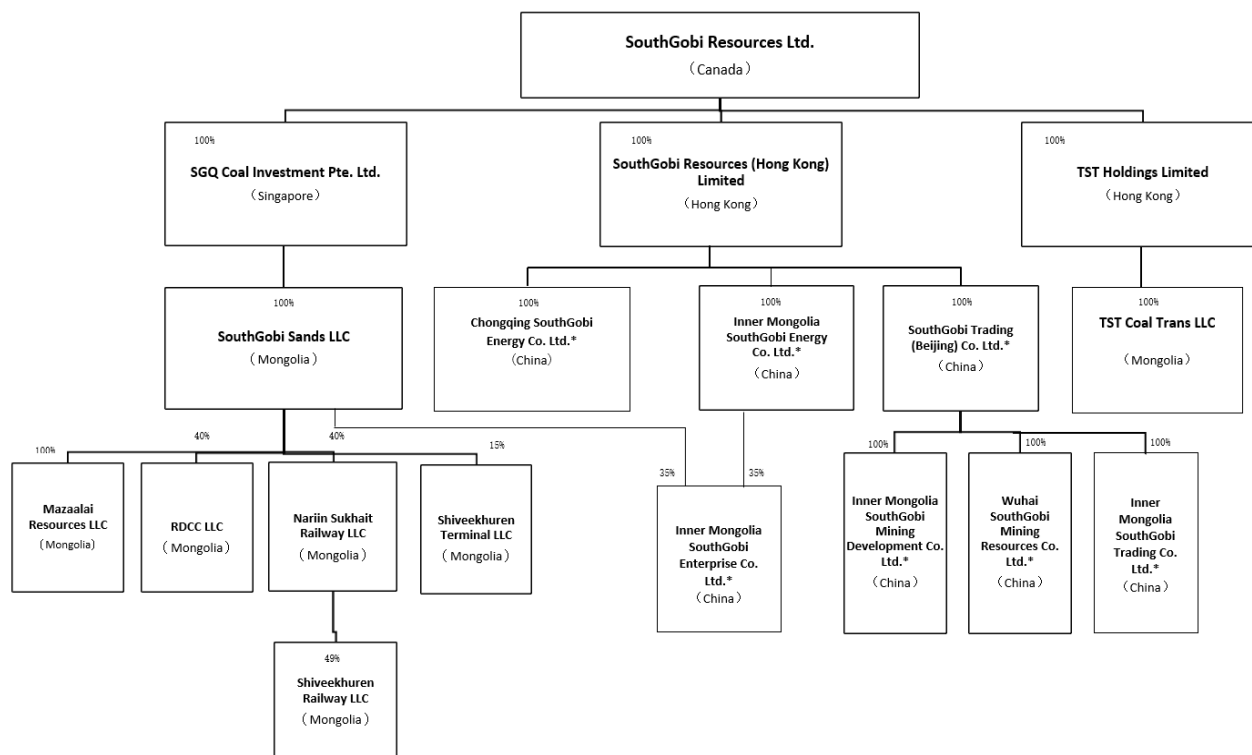 SouthGobi Resources Ltd.
（Canada）
100%
SGQ Coal Investment Pte. Ltd.
（Singapore）
100%
SouthGobi Resources (Hong Kong)
Limited
（Hong Kong）
100%
TST Holdings Limited
（Hong Kong）
100%
SouthGobi Sands LLC
（Mongolia）
100%
Chongqing SouthGobi
Energy Co. Ltd.*
（China）
100%
Inner Mongolia
SouthGobi Energy
Co. Ltd.*
（China）
100%
SouthGobi Trading
(Beijing) Co. Ltd.*
（China）
100%
TST Coal Trans LLC
（Mongolia）
100%
Mazaalai
Resources LLC
(Mongolia)
40%
RDCC LLC
（Mongolia）
40%
Nariin Sukhait
Railway LLC
（Mongolia）
15%
Shiveekhuren
Terminal LLC
（Mongolia）
35%
35%
Inner Mongolia
SouthGobi
Enterprise Co.
Ltd.*
（China）
100%
Inner Mongolia
SouthGobi
Mining
Development Co.
Ltd.*
（China）
100%
Wuhai
SouthGobi
Mining
Resources Co.
Ltd.*
（China）
100%
Inner
Mongolia
SouthGobi
Trading Co.
Ltd.*
（China）
49%
Shiveekhuren
Railway LLC
（Mongolia）